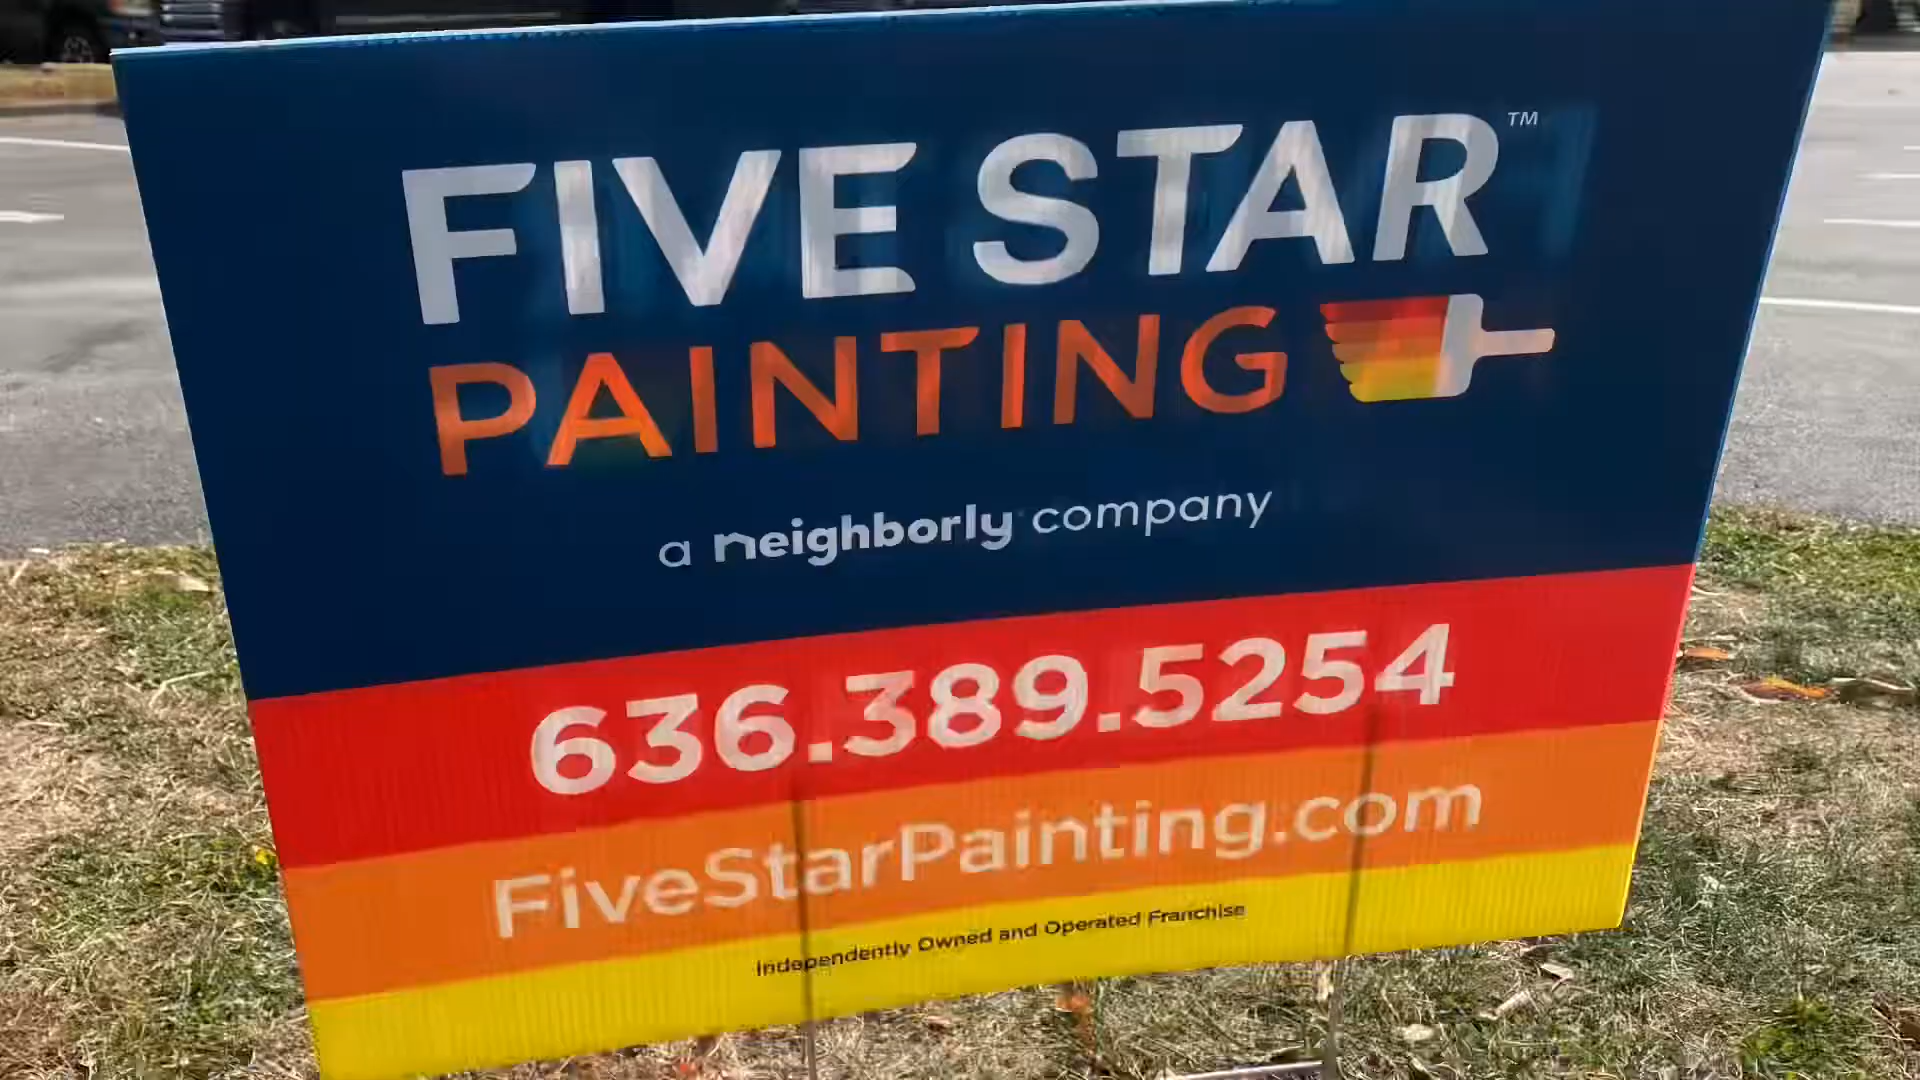 FIVE STAR™
PAINTING
a neighborly company
636.389.5254
FiveStarPainting.com
Independently Owned and Operated Franchise